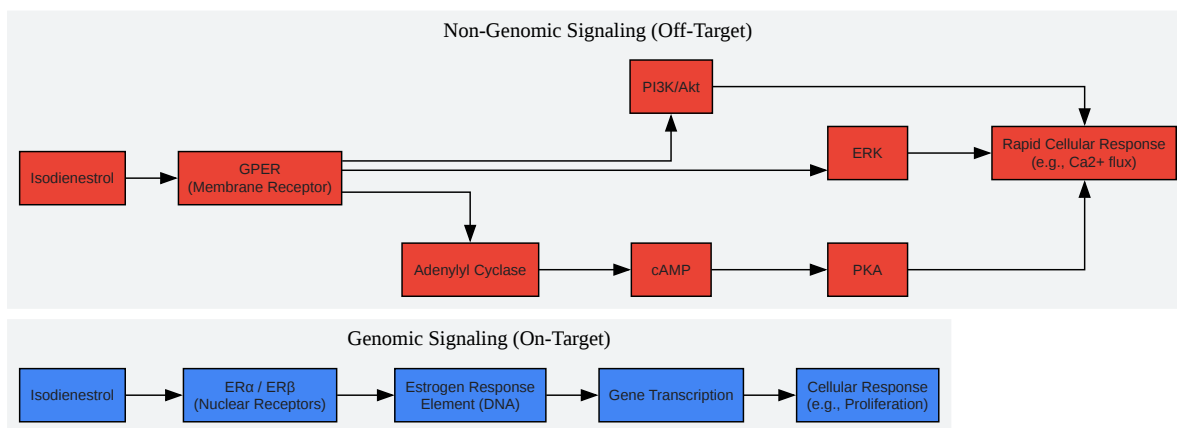 Non-Genomic Signaling (Off-Target)
PI3K/Akt
Isodienestrol
GPER
(Membrane Receptor)
ERK
Rapid Cellular Response
(e.g., Ca2+ flux)
Adenylyl Cyclase
cAMP
PKA
Genomic Signaling (On-Target)
Isodienestrol
ERα / ERβ
(Nuclear Receptors)
Estrogen Response
Element (DNA)
Gene Transcription
Cellular Response
(e.g., Proliferation)